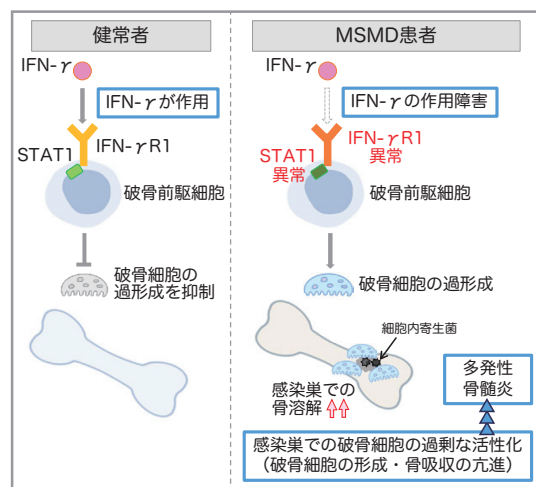 健常者
IFN-γ
IFN-γが作用
STAT1
IFN-γR1
破骨前駆細胞
破骨細胞の
過形成を抑制
MSMD患者
IFN-γ
IFN-γの作用障害
IFN-γR1
異常
STAT1
異常
破骨前駆細胞
破骨細胞の過形成
細胞内寄生菌
感染巣での
骨溶解⇧⇧
多発性
骨髄炎
感染巣での破骨細胞の過剰な活性化
（破骨細胞の形成・骨吸収の亢進）